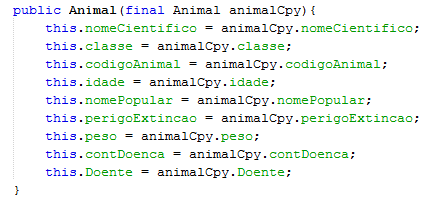 public Animal(final Animal animalCpy){
this.nomeCientifico = animalCpy.nomeCientifico;
this.classe = animalCpy.classe;
this.codigoAnimal = animalCpy.codigoAnimal;
this.idade = animalCpy.idade;
this.nomePopular = animalCpy.nomePopular;
this.perigoExtincao = animalCpy.perigoExtincao;
this.peso = animalCpy.peso;
this.contDoenca = animalCpy.contDoenca;
this.Doente = animalCpy.Doente;
}